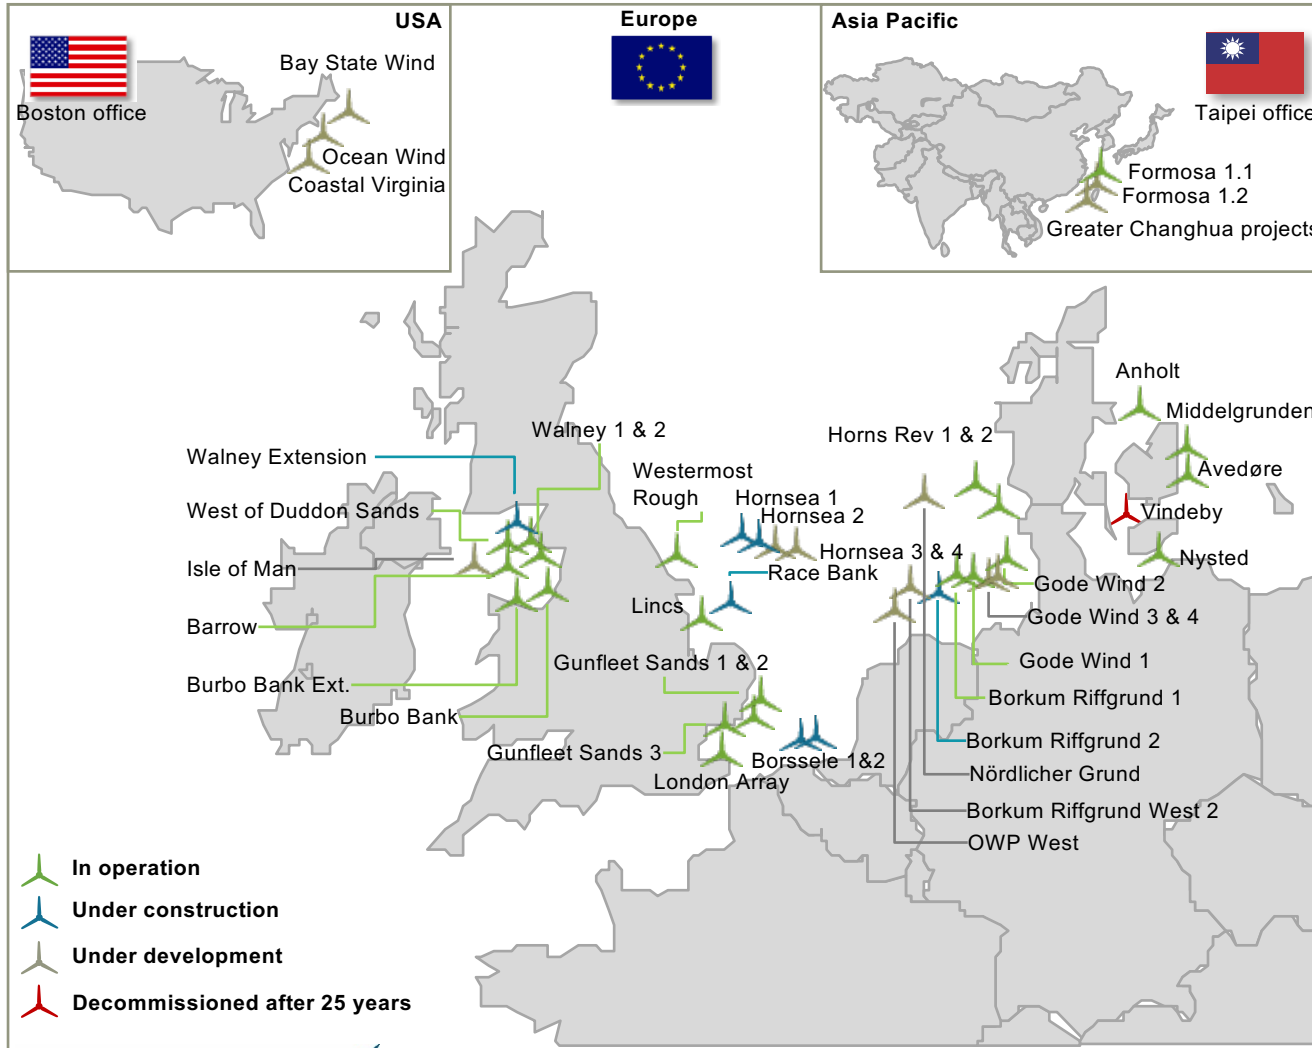 USA
Europe
Asia Pacific
Bay State Wind
Boston office
Ocean Wind
Coastal Virginia
Taipei office
Formosa 1.1
Formosa 1.2
Greater Changhua projects
Anholt
Middelgrunden
Walney 1 & 2
Horns Rev 1 & 2
Walney Extension
Westermost
Rough
Avedøre
West of Duddon Sands
Hornsea 1
Hornsea 2
Vindeby
Hornsea 3 & 4
Nysted
Isle of Man
Race Bank
Gode Wind 2
Lincs
Gode Wind 3 & 4
Barrow
Gunfleet Sands 1 & 2
Gode Wind 1
Burbo Bank Ext.
Borkum Riffgrund 1
Burbo Bank
Borkum Riffgrund 2
Gunfleet Sands 3
Borssele 1&2
Nördlicher Grund
London Array
Borkum Riffgrund West 2
OWP West
In operation
Under construction
Under development
Decommissioned after 25 years